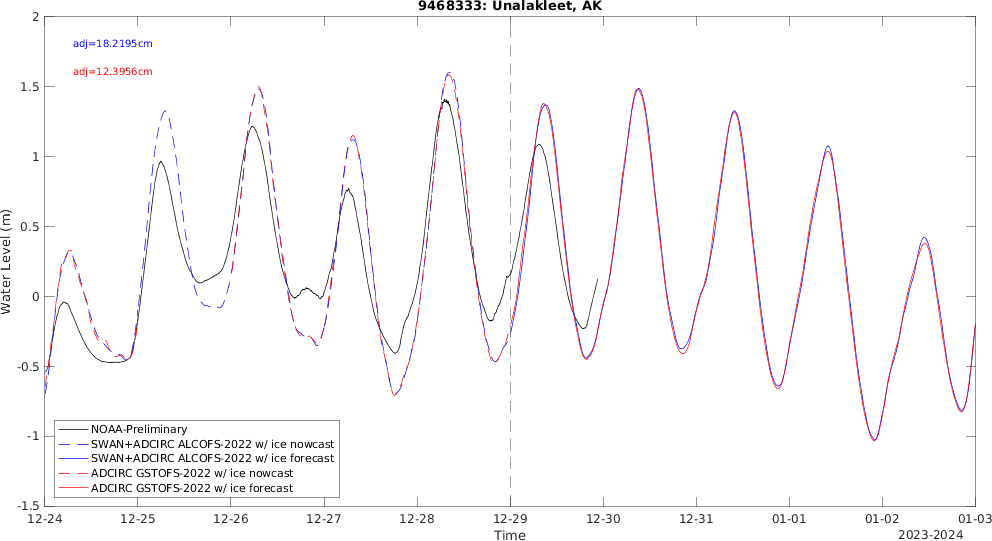 9468333: Unalakleet, AK
adj=18.2195cm
adj=12.3956cm
Water Level (m)
2
1.5
1
0.5
0
-0.5
-1
-1.5
NOAA-Preliminary
SWAN+ADCIRC ALCOFS-2022 w/ ice nowcast
SWAN+ADCIRC ALCOFS-2022 w/ ice forecast
ADCIRC GSTOFS-2022 w/ ice nowcast
ADCIRC GSTOFS-2022 w/ ice forecast
12-24 12-25 12-26 12-27 12-28 12-29 12-30 12-31 01-01 01-02 01-03
Time
2023-2024